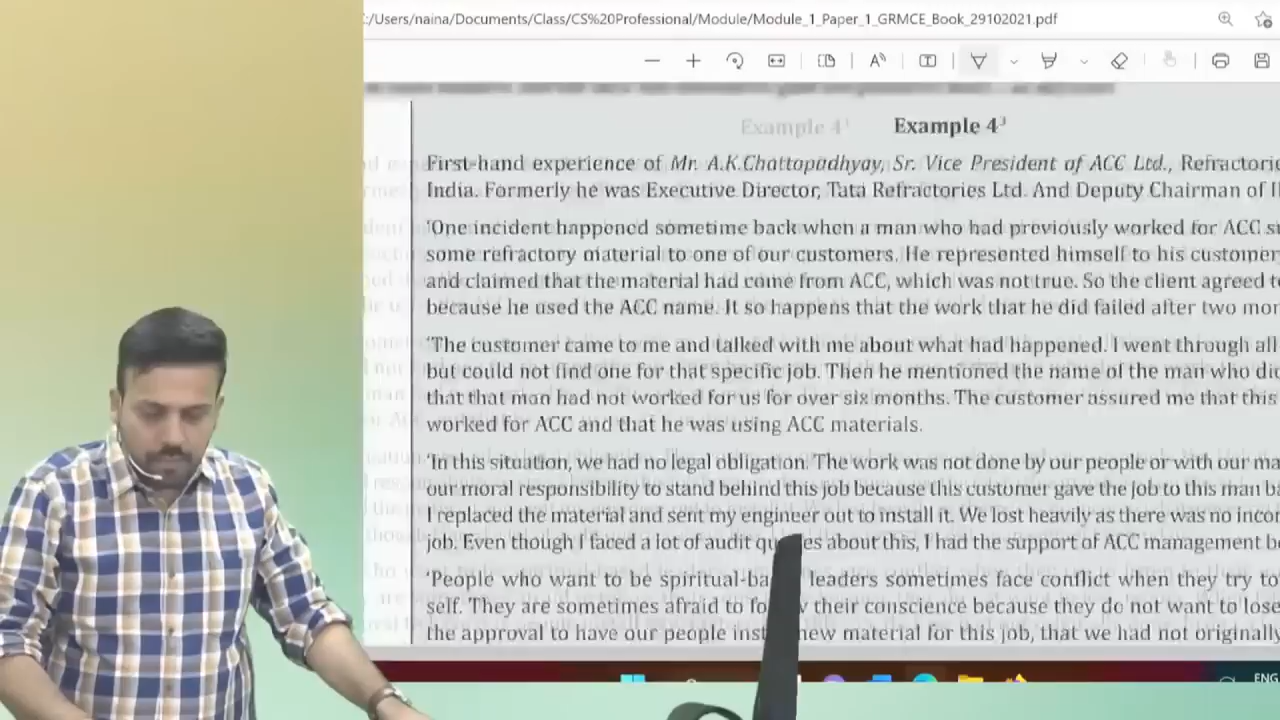 :/Users/naina/Documents/Class/CS%20Professional/Module/Module_1_Paper_1_GRMCE_Book_29102021.pdf
Example 4¹ Example 4³
First-hand experience of Mr. A.K.Chattopadhyay, Sr. Vice President of ACC Ltd., Refractorie
India. Formerly he was Executive Director, Tata Refractories Ltd. And Deputy Chairman of
'One incident happened sometime back when a man who had previously worked for ACC
some refractory material to one of our customers. He represented himself to his customer
and claimed that the material had come from ACC, which was not true. So the client agreed
because he used the ACC name. It so happens that the work that he did failed after two mon
'The customer came to me and talked with me about what had happened. I went through all
but could not find one for that specific job. Then he mentioned the name of the man who did
that that man had not worked for us for over six months. The customer assured me that this
worked for ACC and that he was using ACC materials.
'In this situation, we had no legal obligation. The work was not done by our people or with our ma
our moral responsibility to stand behind this job because this customer gave the job to this man
I replaced the material and sent my engineer out to install it. We lost heavily as there was no
job. Even though I faced a lot of audit about this, I had the support of ACC management
'People who want to be spiritual-ba leaders sometimes face conflict when they try to
self. They are sometimes afraid to their conscience because they do not want to lose
the approval to have our people new material for this job, that we had not originally
ENG